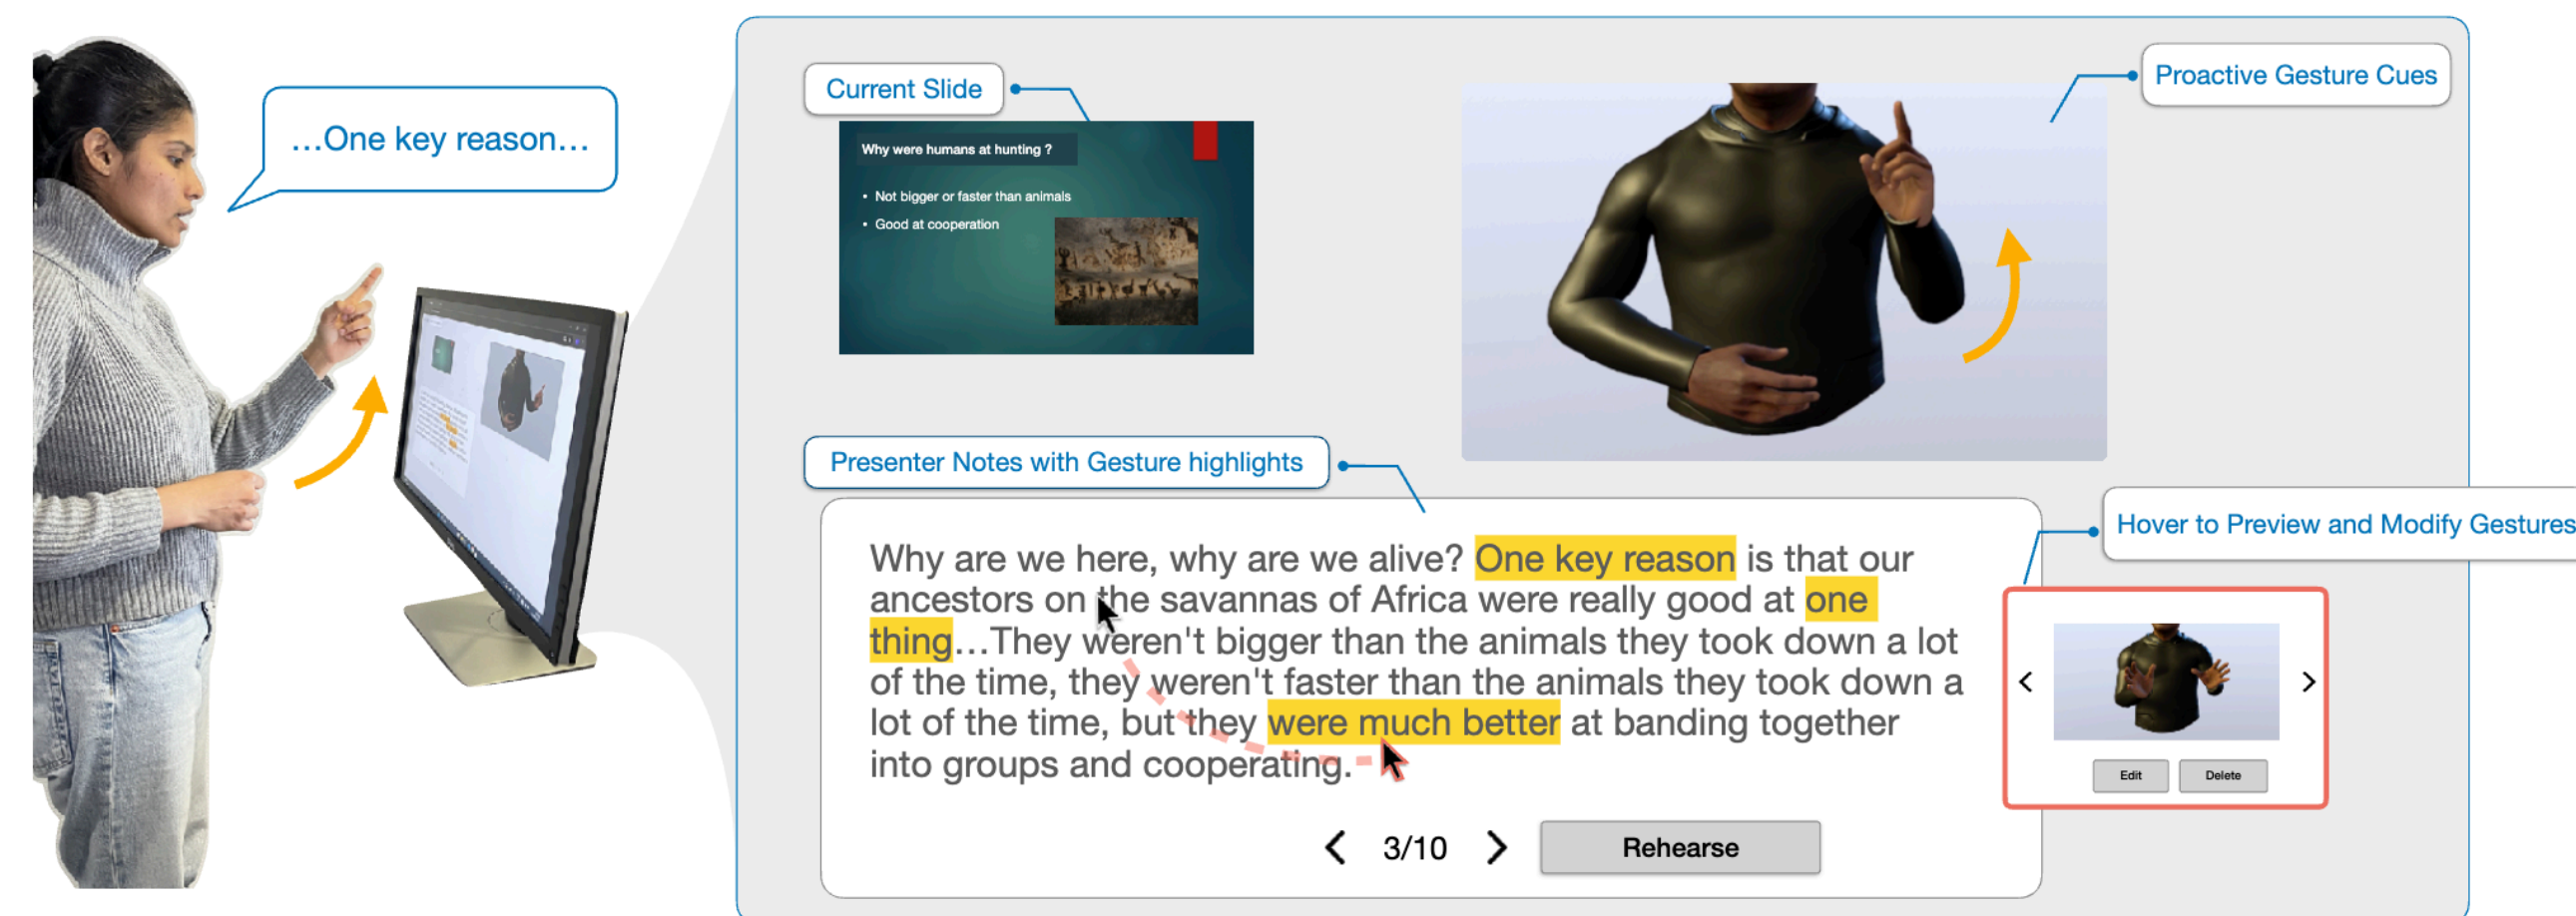 …One key reason…
Current Slide
Why were humans at hunting ?
• Not bigger or faster than animals
• Good at cooperation
Proactive Gesture Cues
Presenter Notes with Gesture highlights
Why are we here, why are we alive? One key reason is that our
ancestors on the savannas of Africa were really good at one
thing…They weren't bigger than the animals they took down a lot
of the time, they weren't faster than the animals they took down a
lot of the time, but they were much better at banding together
into groups and cooperating.
3/10
Rehearse
Hover to Preview and Modify Gestures
Edit
Delete